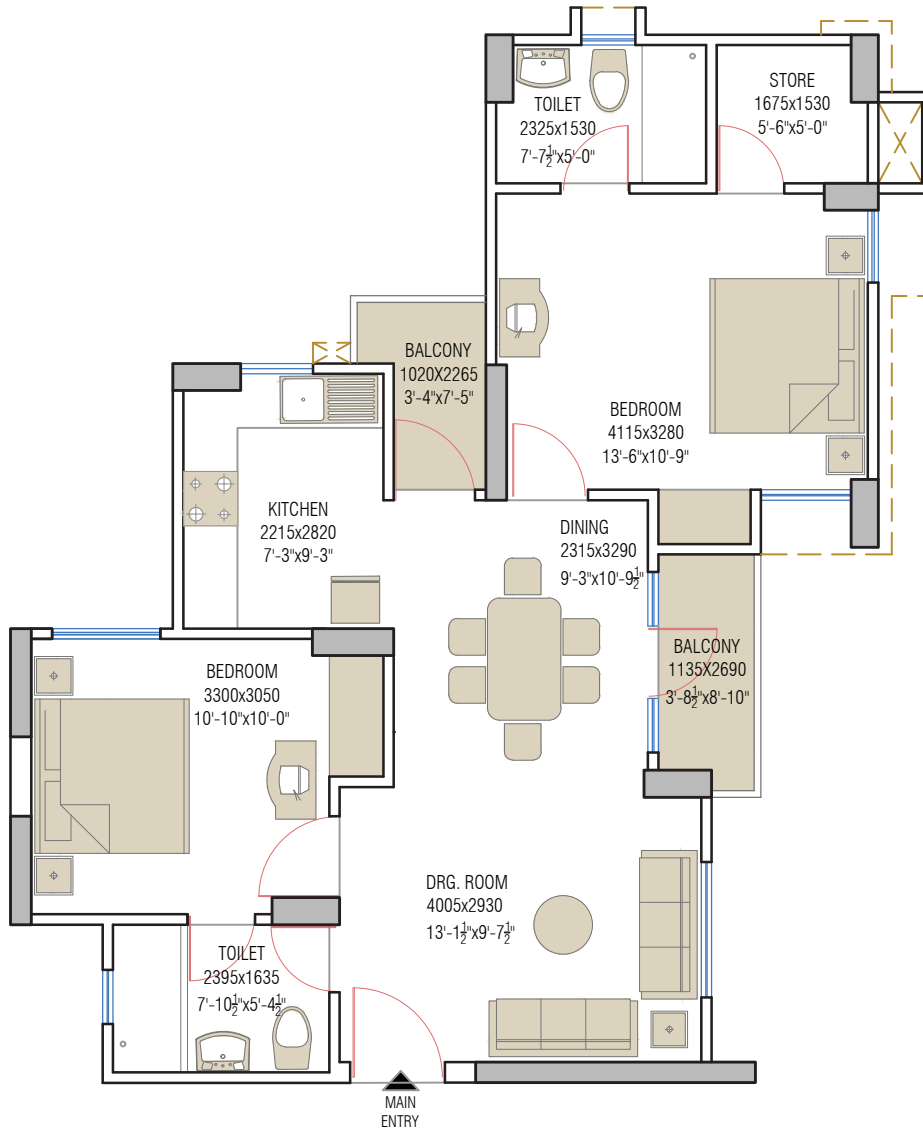 TOILET
2325x1530
7'-7½"x5'-0"
STORE
1675x1530
5'-6"x5'-0"
BALCONY
1020X2265
3'-4"x7'-5"
BEDROOM
4115x3280
13'-6"x10'-9"
KITCHEN
2215x2820
7'-3"x9'-3"
DINING
2315x3290
9'-3"x10'-9½"
BALCONY
1135X2690
3'-8½"x8'-10"
BEDROOM
3300x3050
10'-10"x10'-0"
DRG. ROOM
4005x2930
13'-1½"x9'-7½"
TOILET
2395x1635
7'-10½"x5'-4½"
MAIN
ENTRY